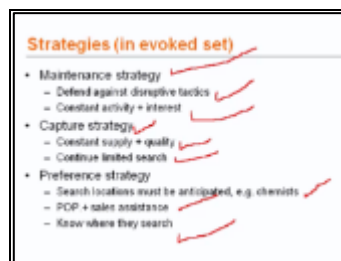 Strategies (in evoked set)
• Maintenance strategy
– Defend against disruptive tactics
– Constant activity + interest
• Capture strategy
– Constant supply + quality
– Continue limited search
• Preference strategy
– Search locations must be anticipated, e.g. chemists
– POP + sales assistance
– Know where they search